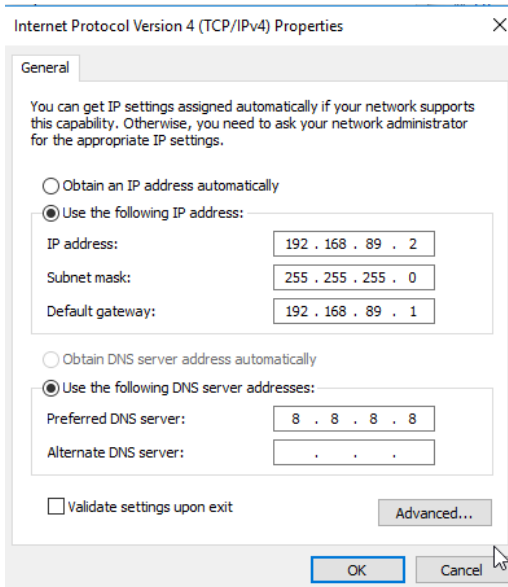 Internet Protocol Version 4 (TCP/IPv4) Properties
General
You can get IP settings assigned automatically if your network supports
this capability. Otherwise, you need to ask your network administrator
for the appropriate IP settings.
Obtain an IP address automatically
Use the following IP address:
IP address: 192 . 168 . 89 . 2
Subnet mask: 255 . 255 . 255 . 0
Default gateway: 192 . 168 . 89 . 1
Obtain DNS server address automatically
Use the following DNS server addresses:
Preferred DNS server: 8 . 8 . 8 . 8
Alternate DNS server: . . .
Validate settings upon exit
Advanced...
OK Cancel